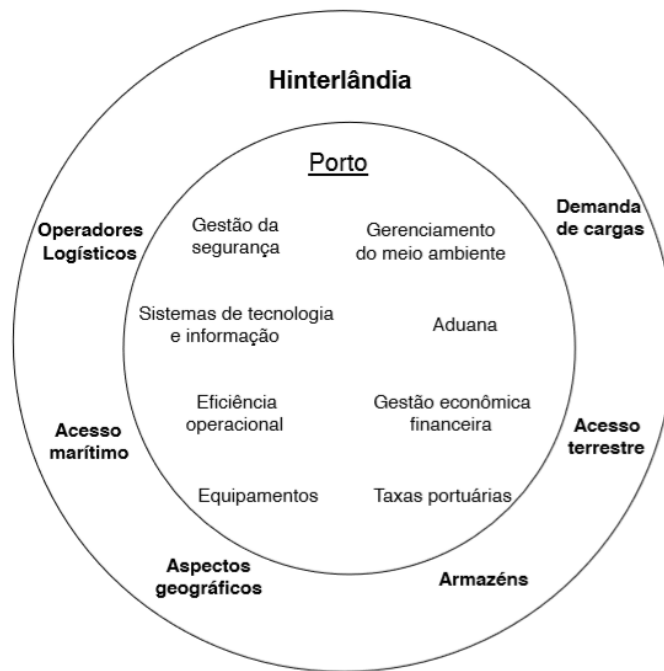 Hinterlândia
Porto
Operadores
Logísticos
Gestão da
segurança
Gerenciamento
do meio ambiente
Demanda
de cargas
Sistemas de tecnologia
e informação
Aduana
Acesso
marítimo
Eficiência
operacional
Gestão econômica
financeira
Acesso
terrestre
Equipamentos
Taxas portuárias
Aspectos
geográficos
Armazéns